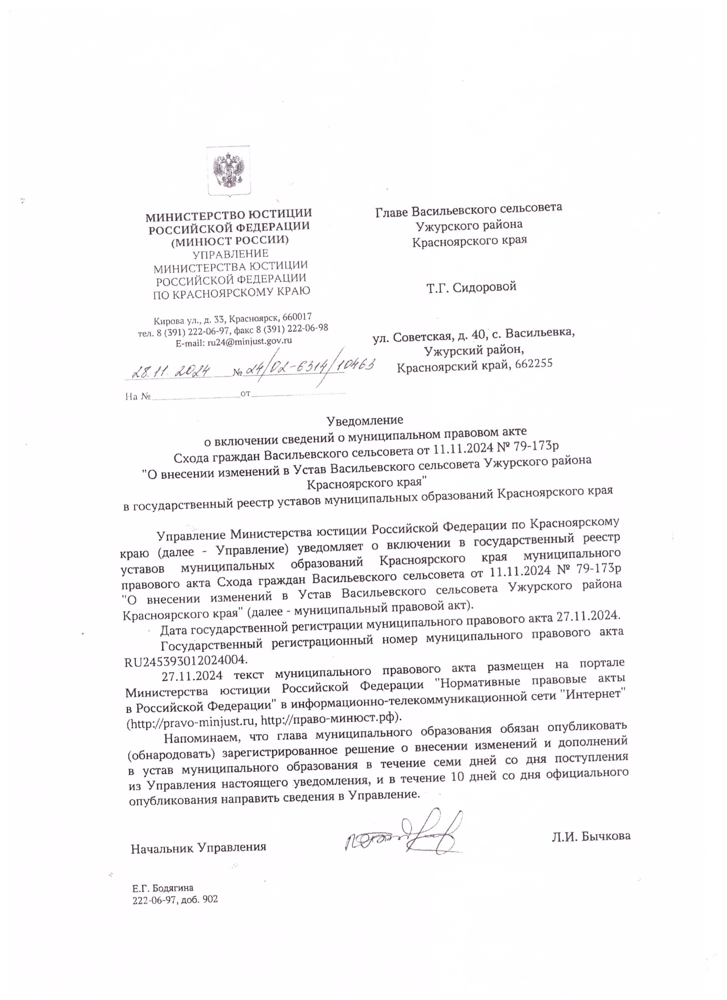 МИНИСТЕРСТВО ЮСТИЦИИ
РОССИЙСКОЙ ФЕДЕРАЦИИ
(МИНЮСТ РОССИИ)
УПРАВЛЕНИЕ
МИНИСТЕРСТВА ЮСТИЦИИ
РОССИЙСКОЙ ФЕДЕРАЦИИ
ПО КРАСНОЯРСКОМУ КРАЮ
Кирова ул., д. 33, Красноярск, 660017
тел. 8 (391) 222-06-97, факс 8 (391) 222-06-98
E-mail: ru24@minjust.gov.ru
28.11.2024 № 24/02-6314/10463
На № от
Главе Васильевского сельсовета
Ужурского района
Красноярского края
Т.Г. Сидоровой
ул. Советская, д. 40, с. Васильевка,
Ужурский район,
Красноярский край, 662255
Уведомление
о включении сведений о муниципальном правовом акте
Схода граждан Васильевского сельсовета от 11.11.2024 № 79-173р
"О внесении изменений в Устав Васильевского сельсовета Ужурского района
Красноярского края"
в государственный реестр уставов муниципальных образований Красноярского края
Управление Министерства юстиции Российской Федерации по Красноярскому
краю (далее - Управление) уведомляет о включении в государственный реестр
уставов муниципальных образований Красноярского края муниципального
правового акта Схода граждан Васильевского сельсовета от 11.11.2024 № 79-173р
"О внесении изменений в Устав Васильевского сельсовета Ужурского района
Красноярского края" (далее - муниципальный правовой акт).
Дата государственной регистрации муниципального правового акта 27.11.2024.
Государственный регистрационный номер муниципального правового акта
RU245393012024004.
27.11.2024 текст муниципального правового акта размещен на портале
Министерства юстиции Российской Федерации "Нормативные правовые акты
в Российской Федерации" в информационно-телекоммуникационной сети "Интернет"
(http://pravo-minjust.ru, http://право-минюст.рф).
Напоминаем, что глава муниципального образования обязан опубликовать
(обнародовать) зарегистрированное решение о внесении изменений и дополнений
в устав муниципального образования в течение семи дней со дня поступления
из Управления настоящего уведомления, и в течение 10 дней со дня официального
опубликования направить сведения в Управление.
Начальник Управления
Л.И. Бычкова
Е.Г. Бодягина
222-06-97, доб. 902